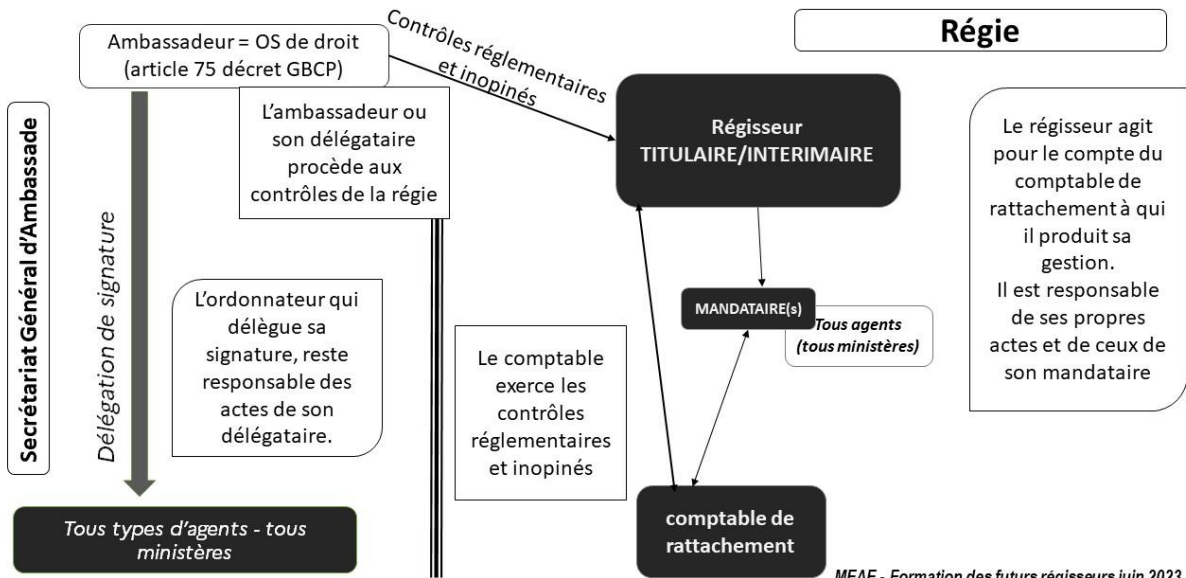 Régie
Ambassadeur = OS de droit
(article 75 décret GBCP)
Contrôles réglementaires
et inopinés
Secrétariat Général d’Ambassade
Délégation de signature
L’ambassadeur ou
son délégataire
procède aux
contrôles de la régie
L’ordonnateur qui
délègue sa
signature, reste
responsable des
actes de son
délégataire.
Tous types d’agents - tous
ministères
Régisseur
TITULAIRE/INTERIMAIRE
MANDATAIRE(s)
Tous agents
(tous ministères)
Le comptable
exerce les
contrôles
réglementaires
et inopinés
comptable de
rattachement
Le régisseur agit
pour le compte du
comptable de
rattachement à qui
il produit sa
gestion.
Il est responsable
de ses propres
actes et de ceux de
son mandataire
MEAE - Formation des futurs régisseurs juin 2023